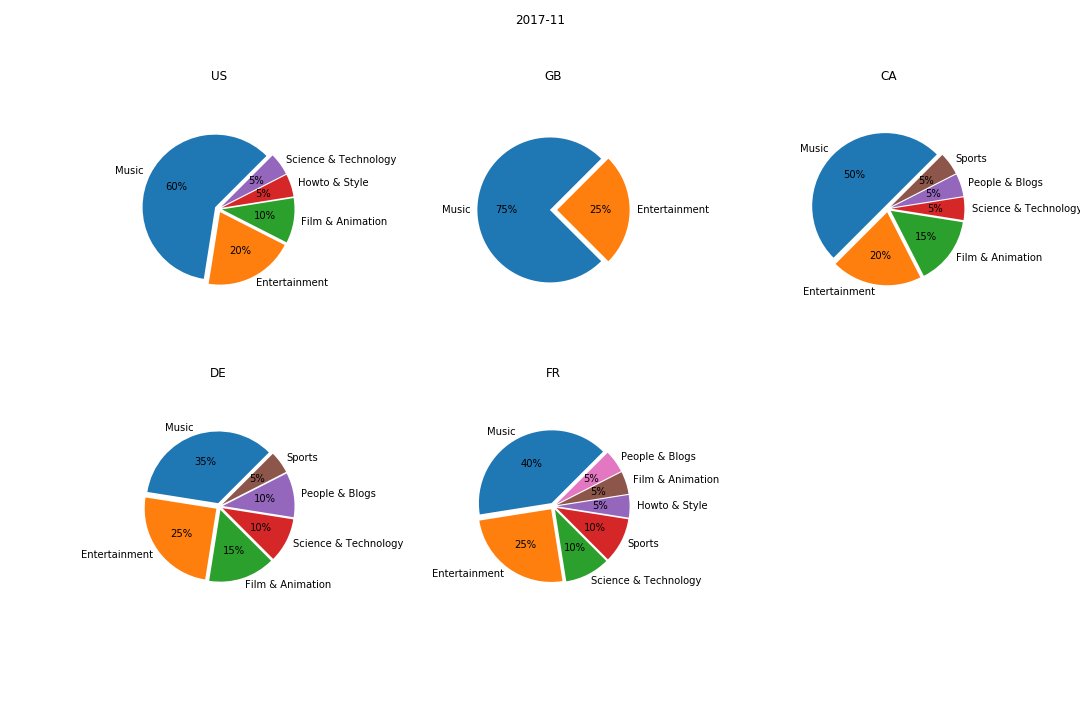 2017-11
US
Music
60%
Science & Technology
5%
Howto & Style
5%
Film & Animation
10%
Entertainment
20%
GB
Music
75%
Entertainment
25%
CA
Music
50%
Sports
5%
People & Blogs
5%
Science & Technology
5%
Film & Animation
15%
Entertainment
20%
DE
Music
35%
Sports
5%
People & Blogs
10%
Science & Technology
10%
Film & Animation
15%
Entertainment
25%
FR
Music
40%
People & Blogs
5%
Film & Animation
5%
Howto & Style
5%
Sports
10%
Science & Technology
10%
Entertainment
25%